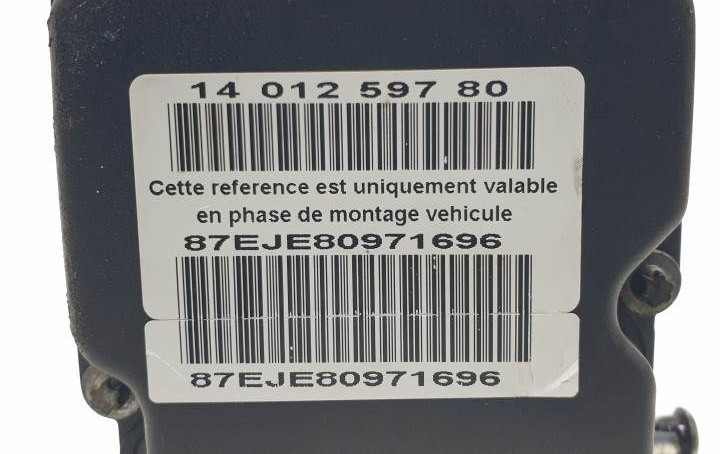 14 012 597 80
Cette reference est uniquement valable
en phase de montage vehicule
87EJE80971696
87EJE80971696